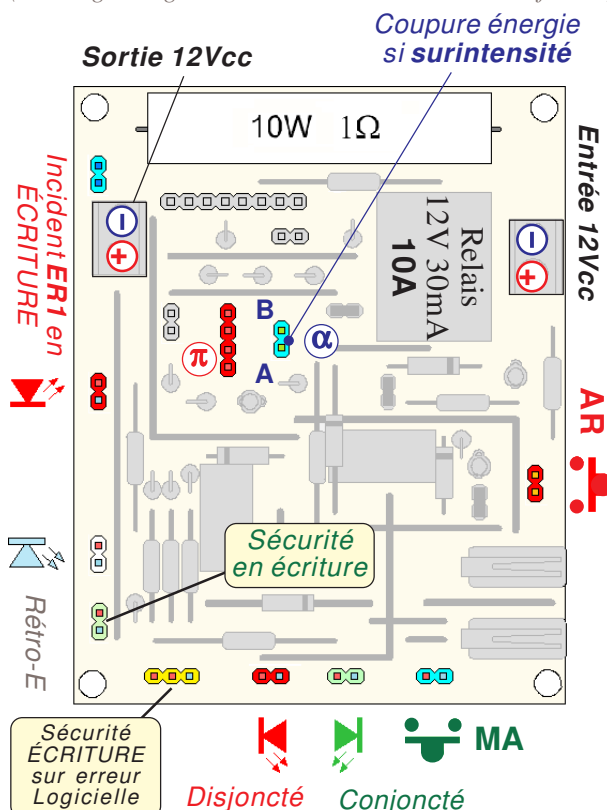 Coupure énergie
si surintensité
Sortie 12Vcc
10W 1Ω
Entrée 12Vcc
Incident ER1 en
ÉCRITURE
Relais
12V 30mA
10A
B
α
π
A
AR
Sécurité
en écriture
Rétro-E
Sécurité
ÉCRITURE
sur erreur
Logicielle
MA
Disjoncté
Conjoncté